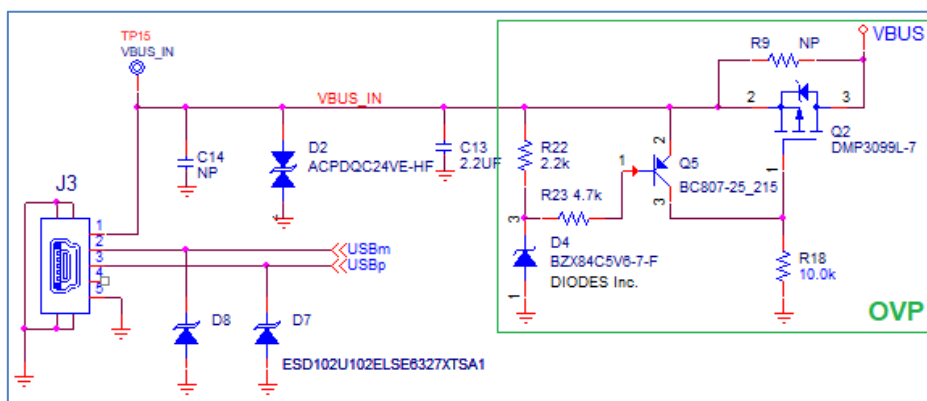 TP15
VBUS_IN
VBUS_IN
C14
NP
D2
ACPDQC24VE-HF
C13
2.2UF
J3
1
2
3
4
5
USBm
USBp
D8
D7
ESD102U102ELSE6327XTSA1
R9 NP
VBUS
2
3
Q2
DMP3099L-7
1
R22
2.2k
2
1
Q5
BC807-25_215
R23 4.7k
3
3
D4
BZX84C5V6-7-F
DIODES Inc.
1
R18
10.0k
OVP